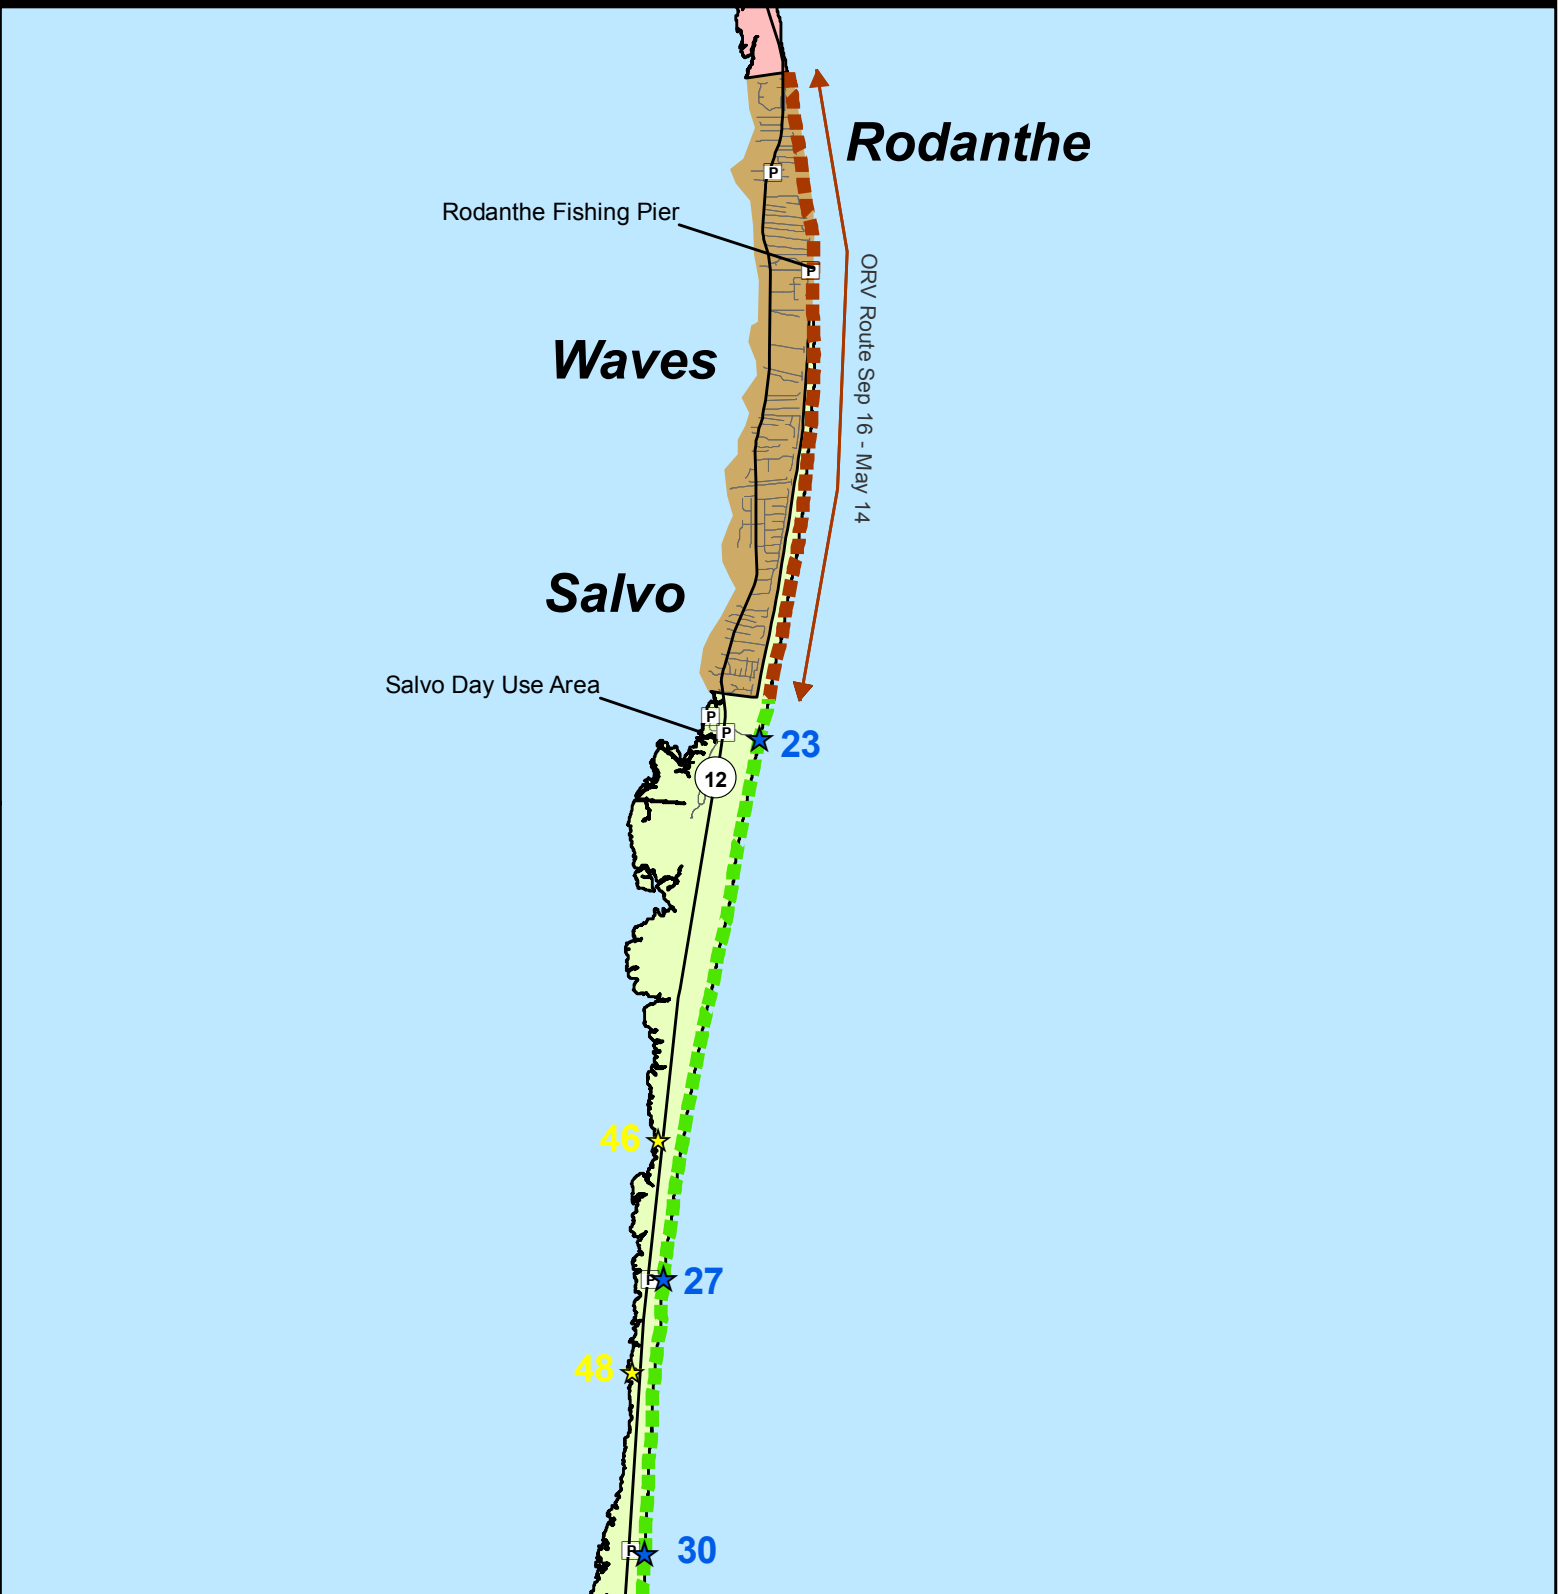 Rodanthe
P
Rodanthe Fishing Pier
P
ORV Route Sep 16 - May 14
Waves
Salvo
Salvo Day Use Area
P
P
23
12
46
P
27
48
P
30